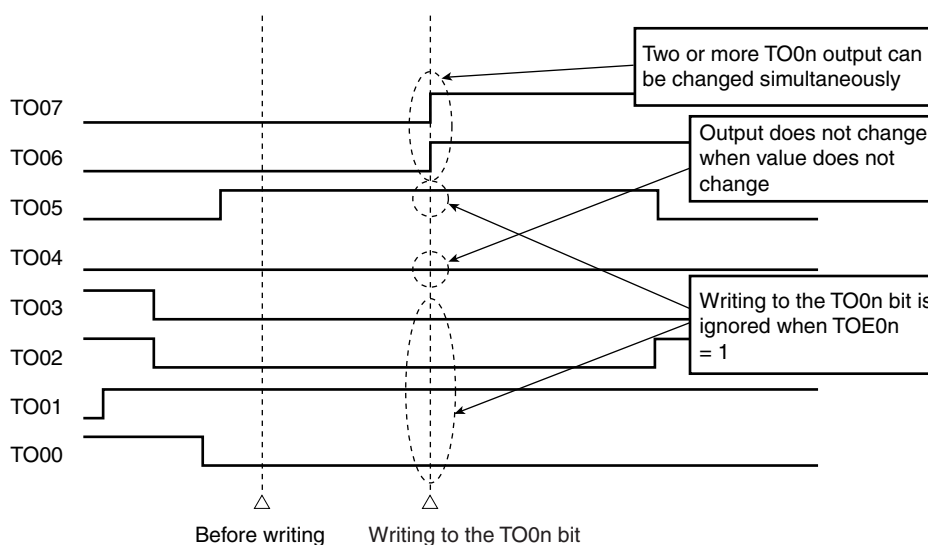 Two or more TO0n output can
be changed simultaneously
TO07
Output does not change
TO06
when value does not
change
TO05
TO04
TO03
Writing to the TO0n bit is
ignored when TOE0n
= 1
TO02
TO01
TO00
Before writing
Writing to the TO0n bit